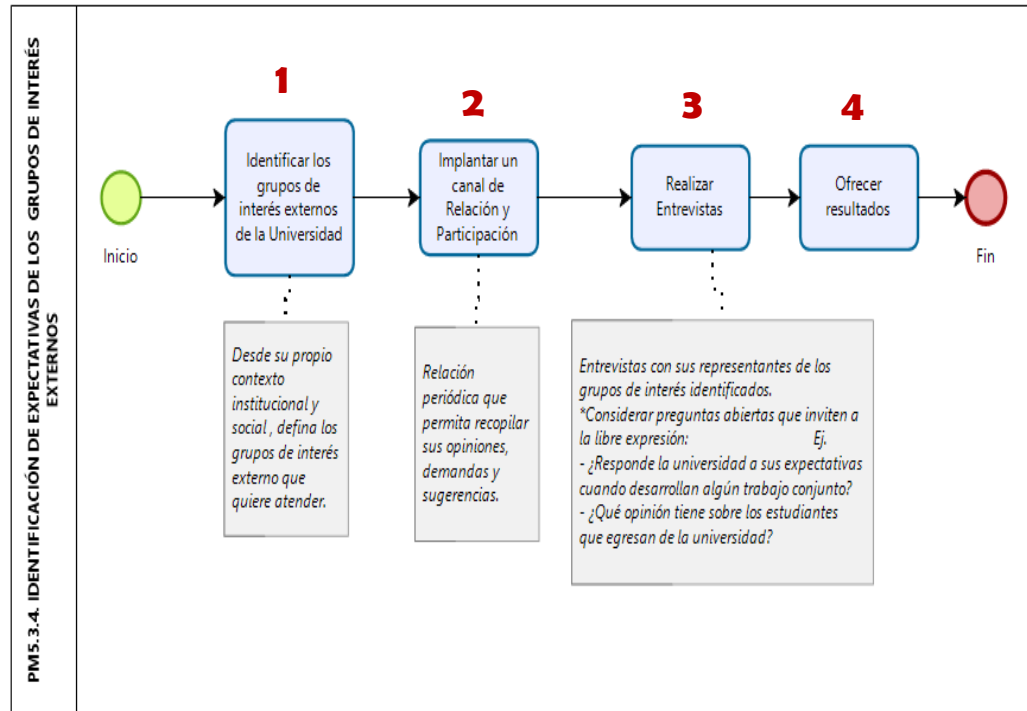 PM5.3.4. IDENTIFICACIÓN DE EXPECTATIVAS DE LOS GRUPOS DE INTERÉS
EXTERNOS
1
2
3
4
Inicio
Identificar los
grupos de
interés externos
de la Universidad
Implantar un
canal de
Relación y
Participación
Realizar
Entrevistas
Ofrecer
resultados
Fin
Desde su propio
contexto
institucional y
social , defina los
grupos de interés
externo que
quiere atender.
Relación
periódica que
permita recopilar
sus opiniones,
demandas y
sugerencias.
Entrevistas con sus representantes de los
grupos de interés identificados.
*Considerar preguntas abiertas que inviten a
la libre expresión: Ej.
- ¿Responde la universidad a sus expectativas
cuando desarrollan algún trabajo conjunto?
- ¿Qué opinión tiene sobre los estudiantes
que egresan de la universidad?